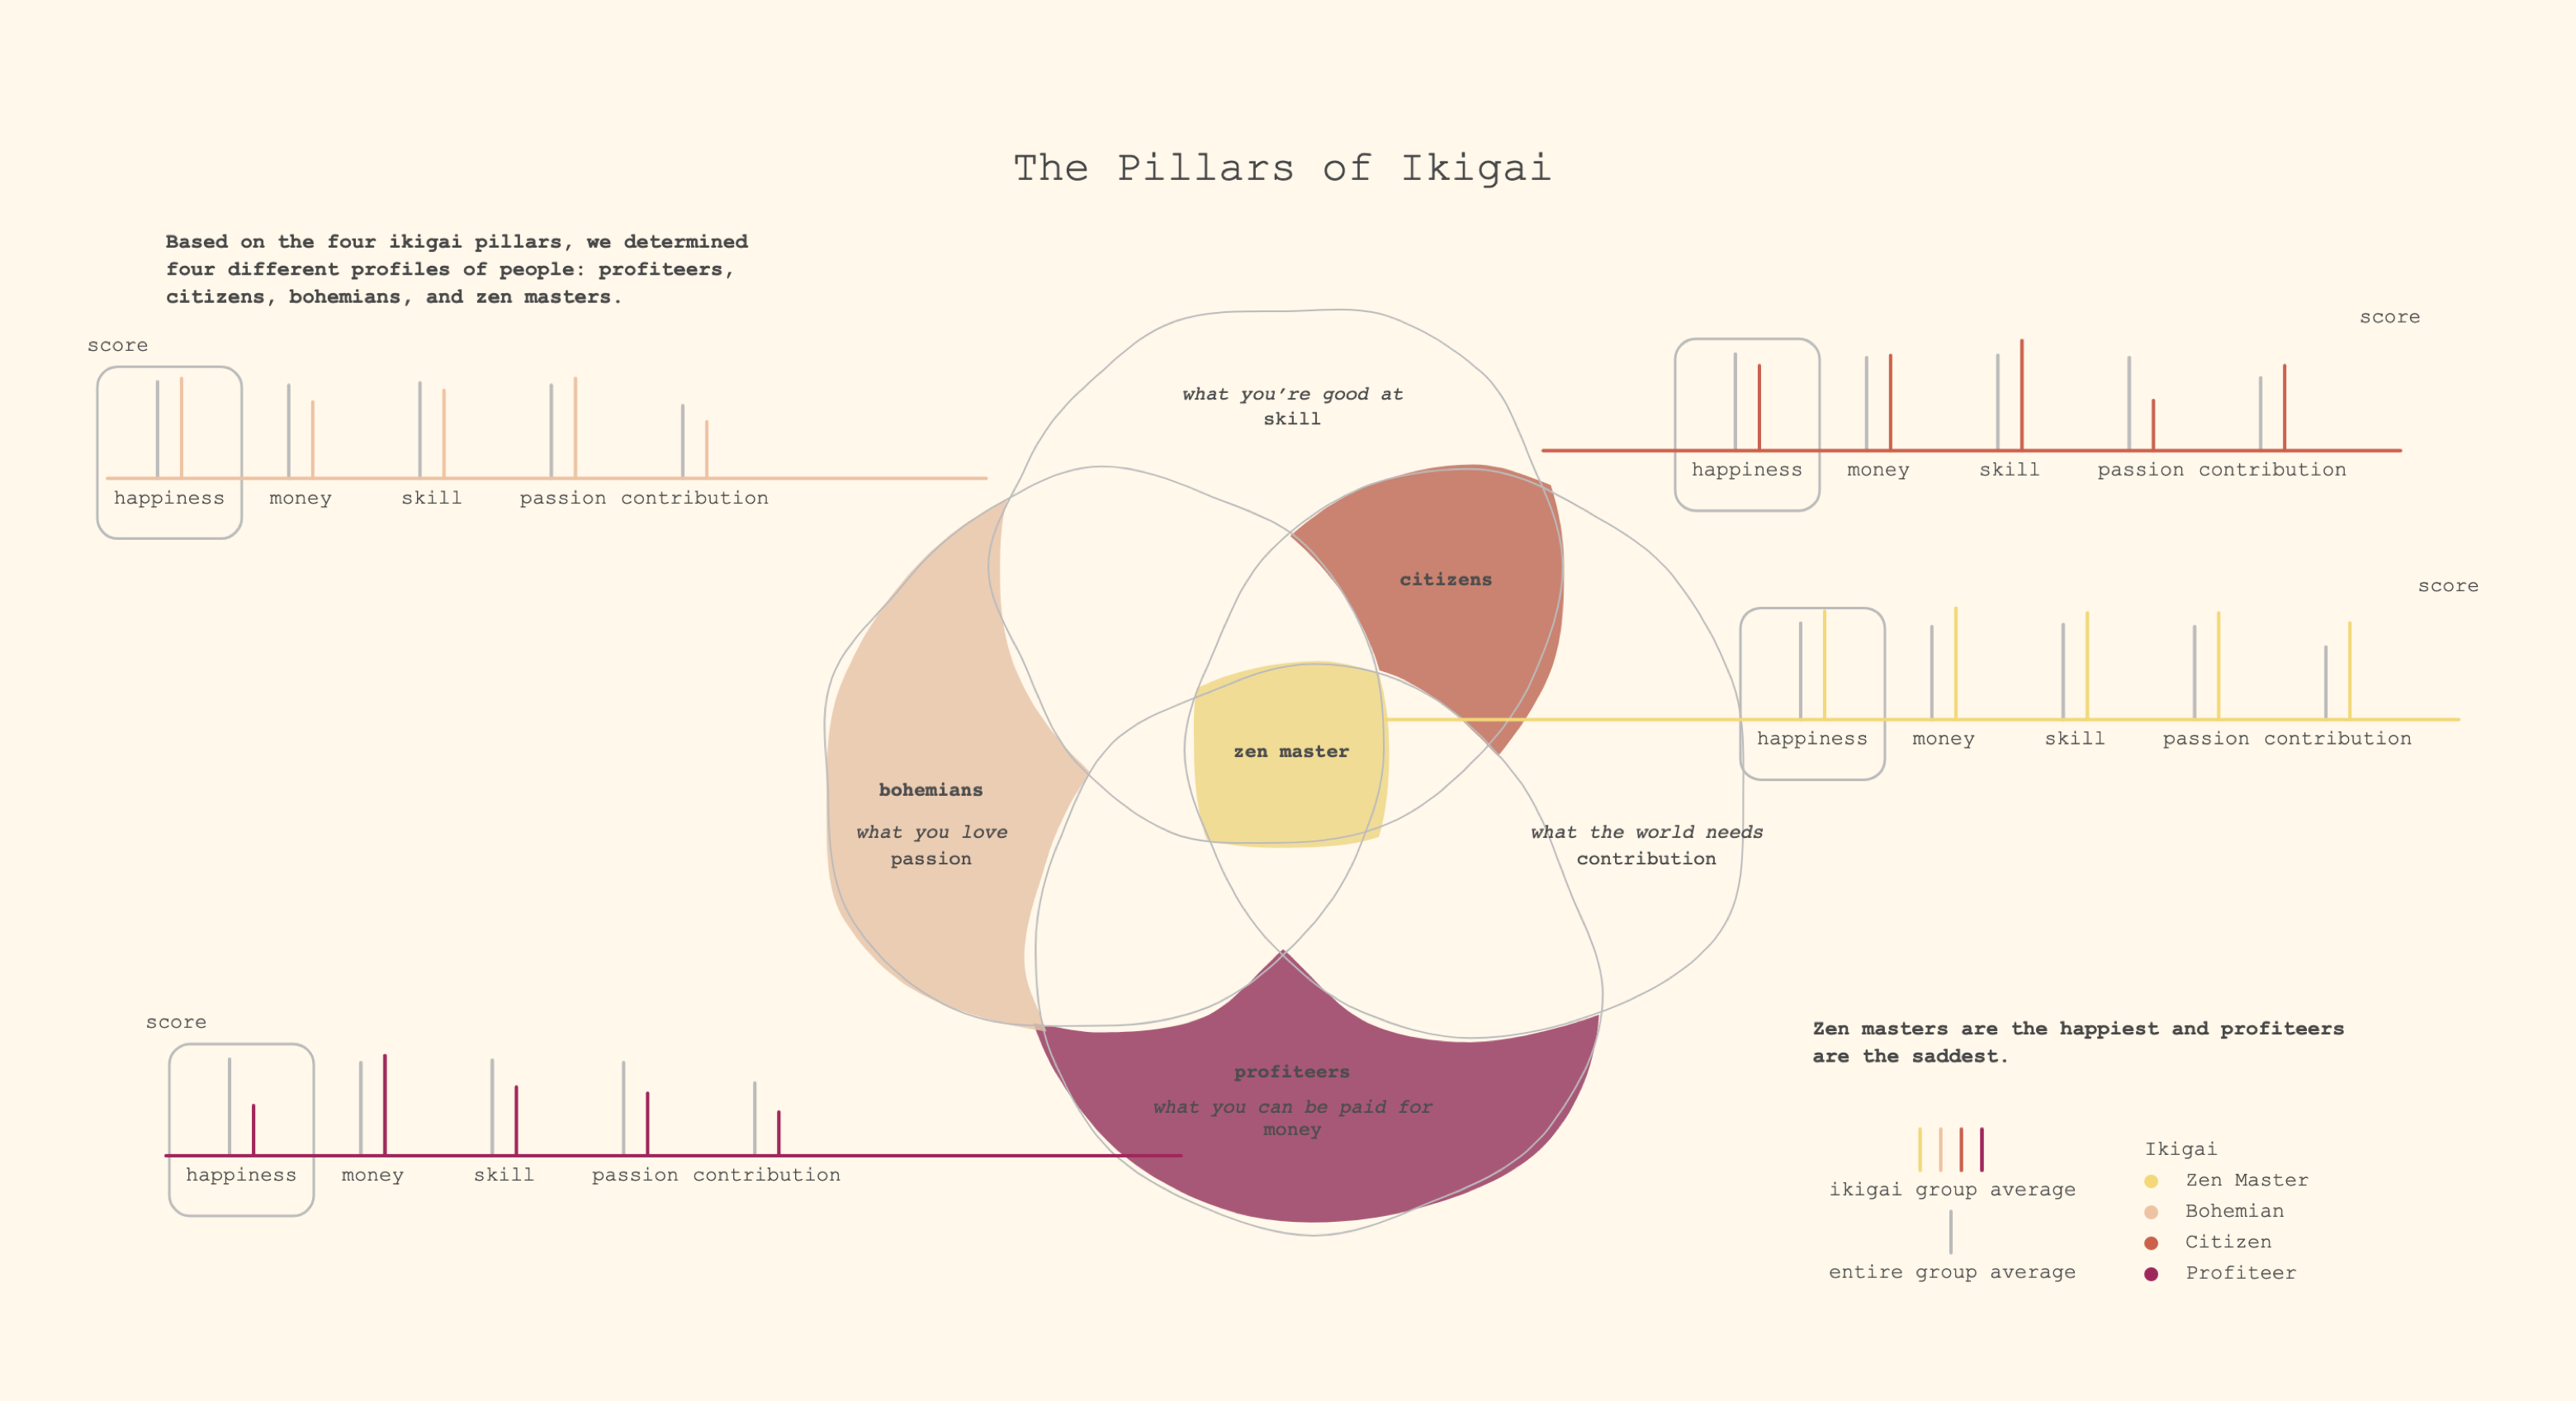 The Pillars of Ikigai
Based on the four ikigai pillars, we determined
four different profiles of people: profiteers,
citizens, bohemians, and zen masters.
score
happiness money skill passion contribution
score
happiness money skill passion contribution
score
happiness money skill passion contribution
score
happiness money skill passion contribution
what you're good at
skill
citizens
zen master
bohemians
what you love
passion
what the world needs
contribution
profiteers
what you can be paid for
money
Zen masters are the happiest and profiteers
are the saddest.
ikigai group average
entire group average
Ikigai
Zen Master
Bohemian
Citizen
Profiteer